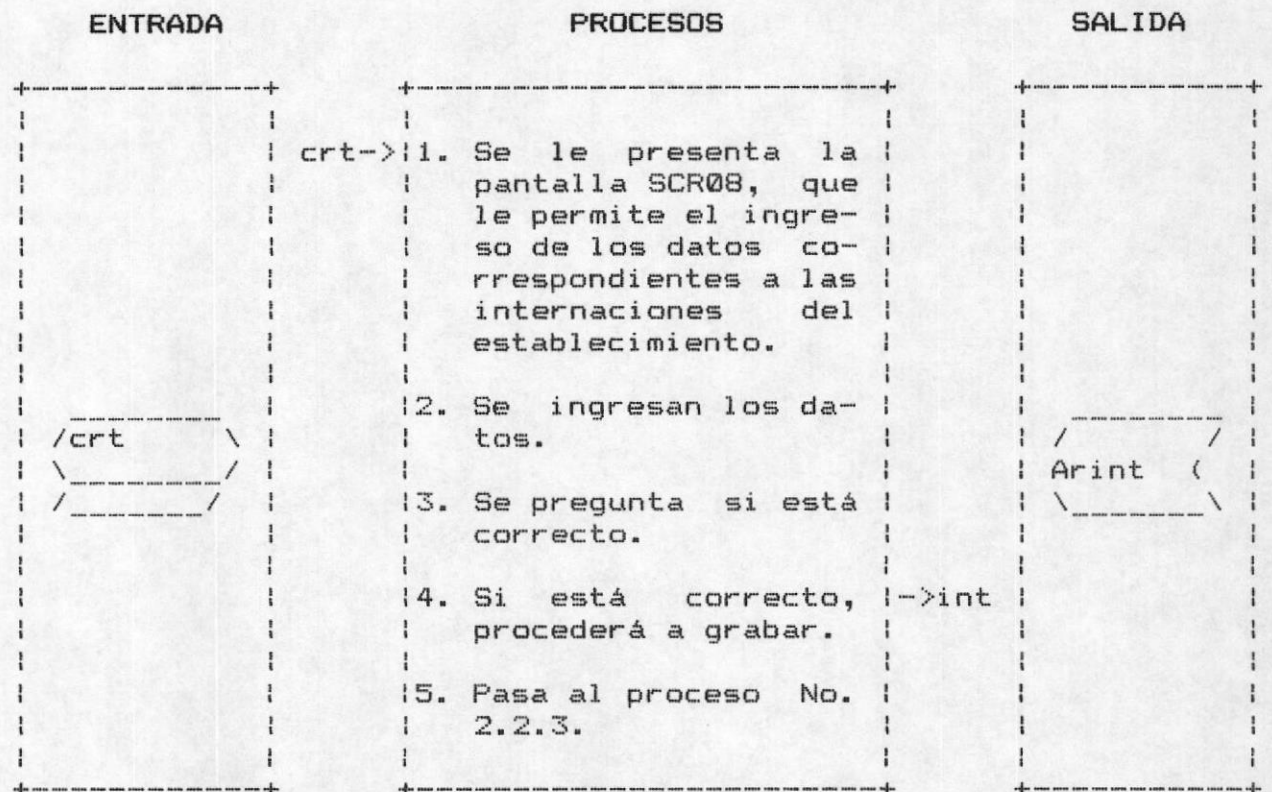 ENTRADA PROCESOS SALIDA
crt-> 1. Se le presenta la
pantalla SCR08, que
le permite el ingre-
so de los datos co-
rrespondientes a las
internaciones del
establecimiento.
2. Se ingresan los da-
/crt \ tos. / /
Arint (
3. Se pregunta si está
correcto.
4. Si está correcto, ->int
procederá a grabar.
5. Pasa al proceso No.
2.2.3.